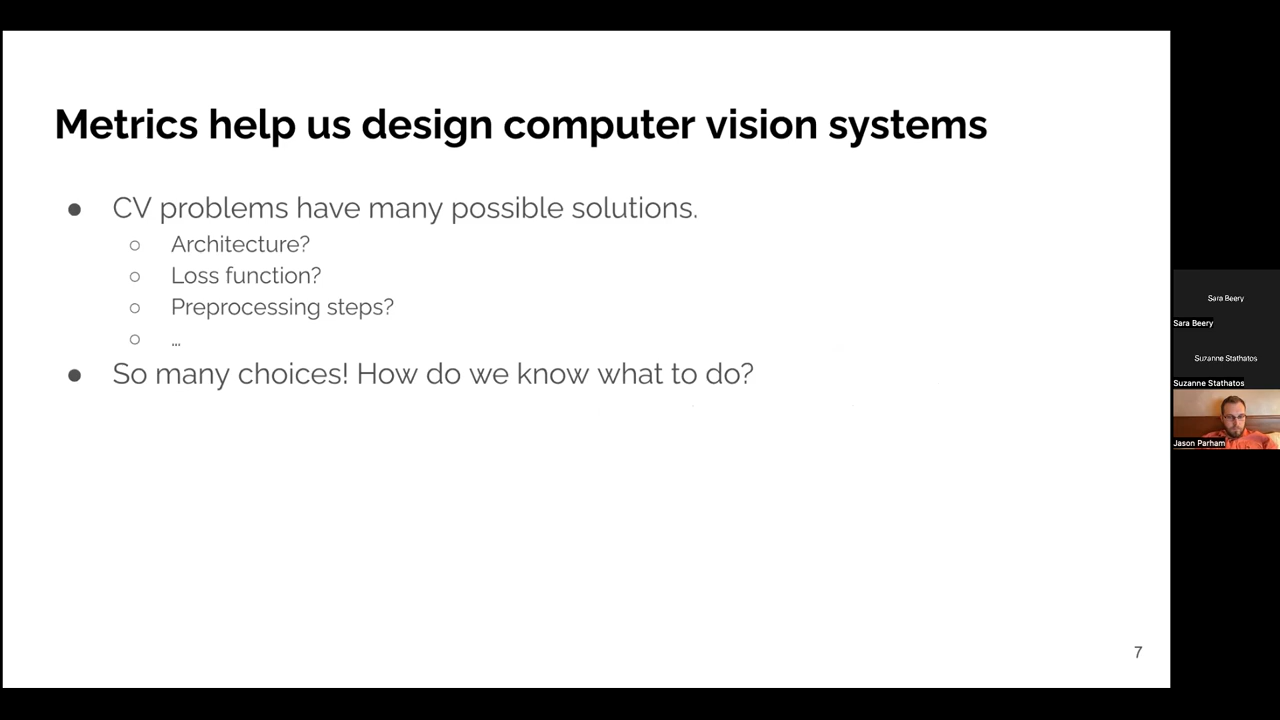 Metrics help us design computer vision systems
● CV problems have many possible solutions.
○ Architecture?
○ Loss function?
○ Preprocessing steps?
○ …
● So many choices! How do we know what to do?
7
Sara Beery
Sara Beery
Suzanne Stathatos
Suzanne Stathatos
Jason Parham